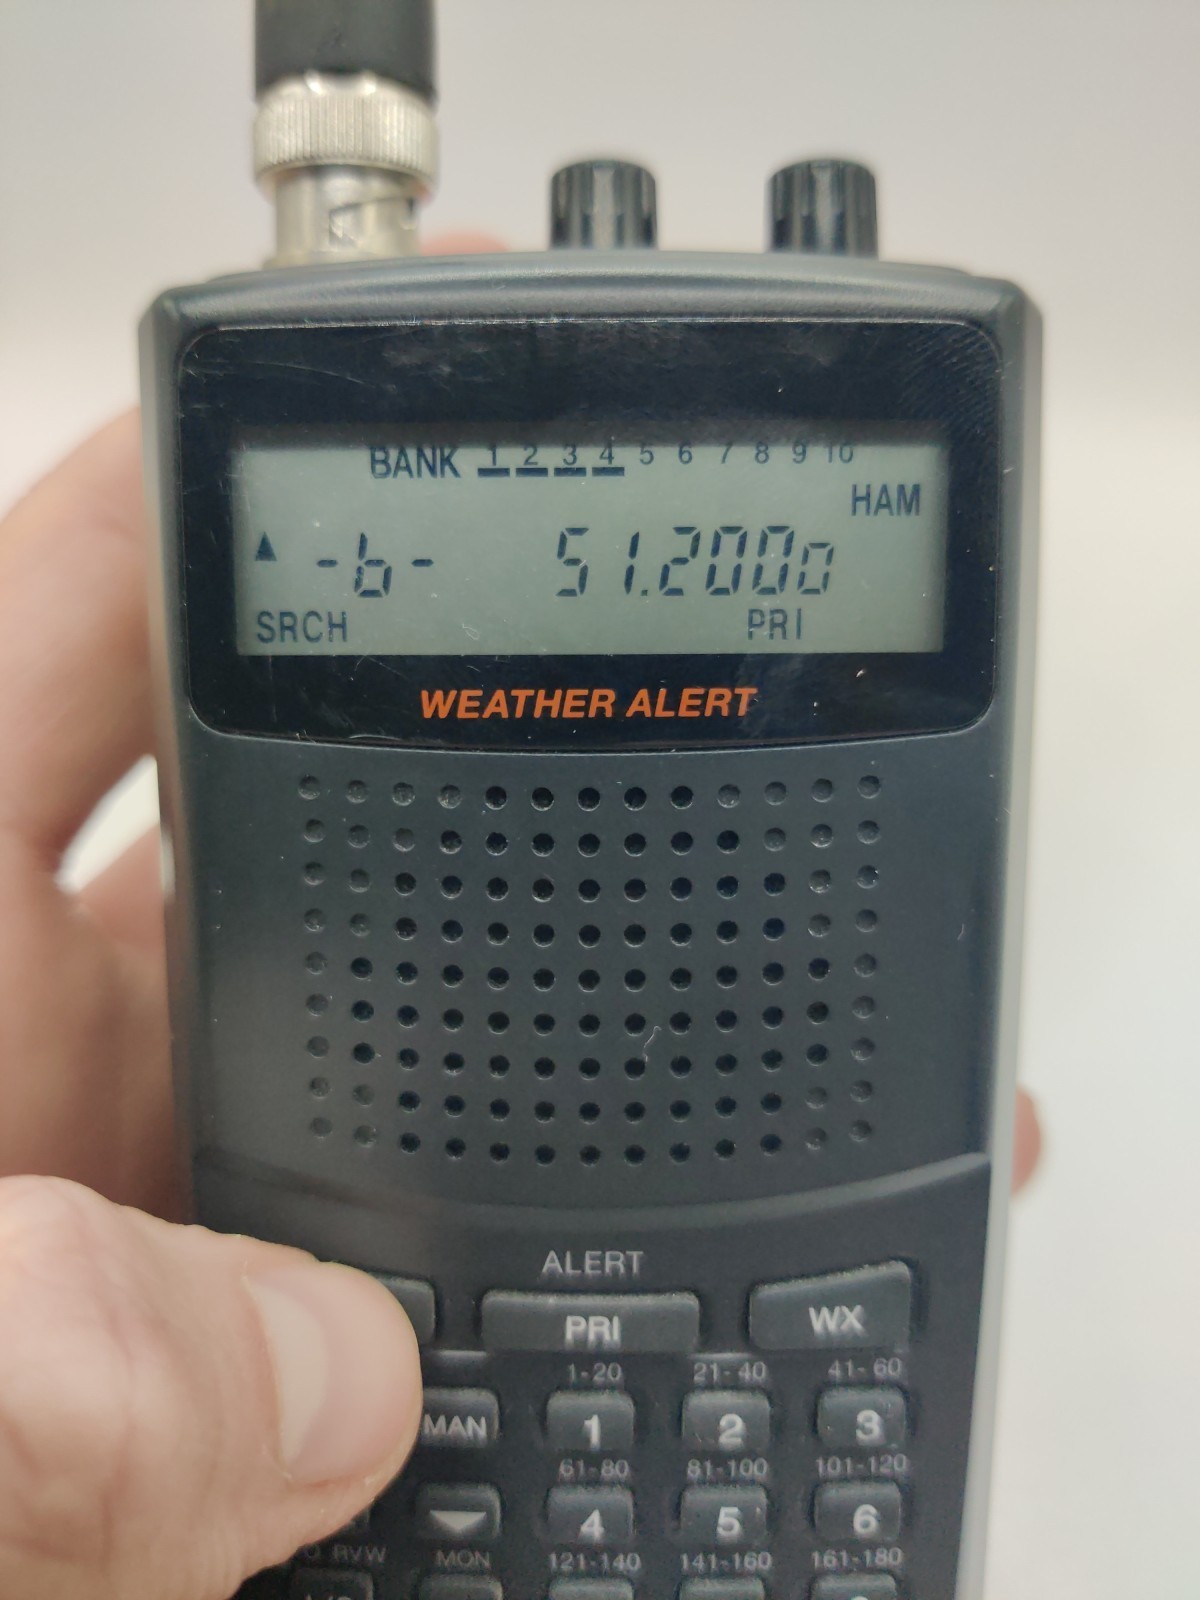 BANK 1 2 3 4 5 6 7 8 9 10
HAM
-b- 51.2000
SRCH PRI
WEATHER ALERT
ALERT
PRI WX
1-20 21-40 41-60
MAN 1 2 3
61-80 81-100 101-120
4 5 6
RVW MON 121-140 141-160 161-180